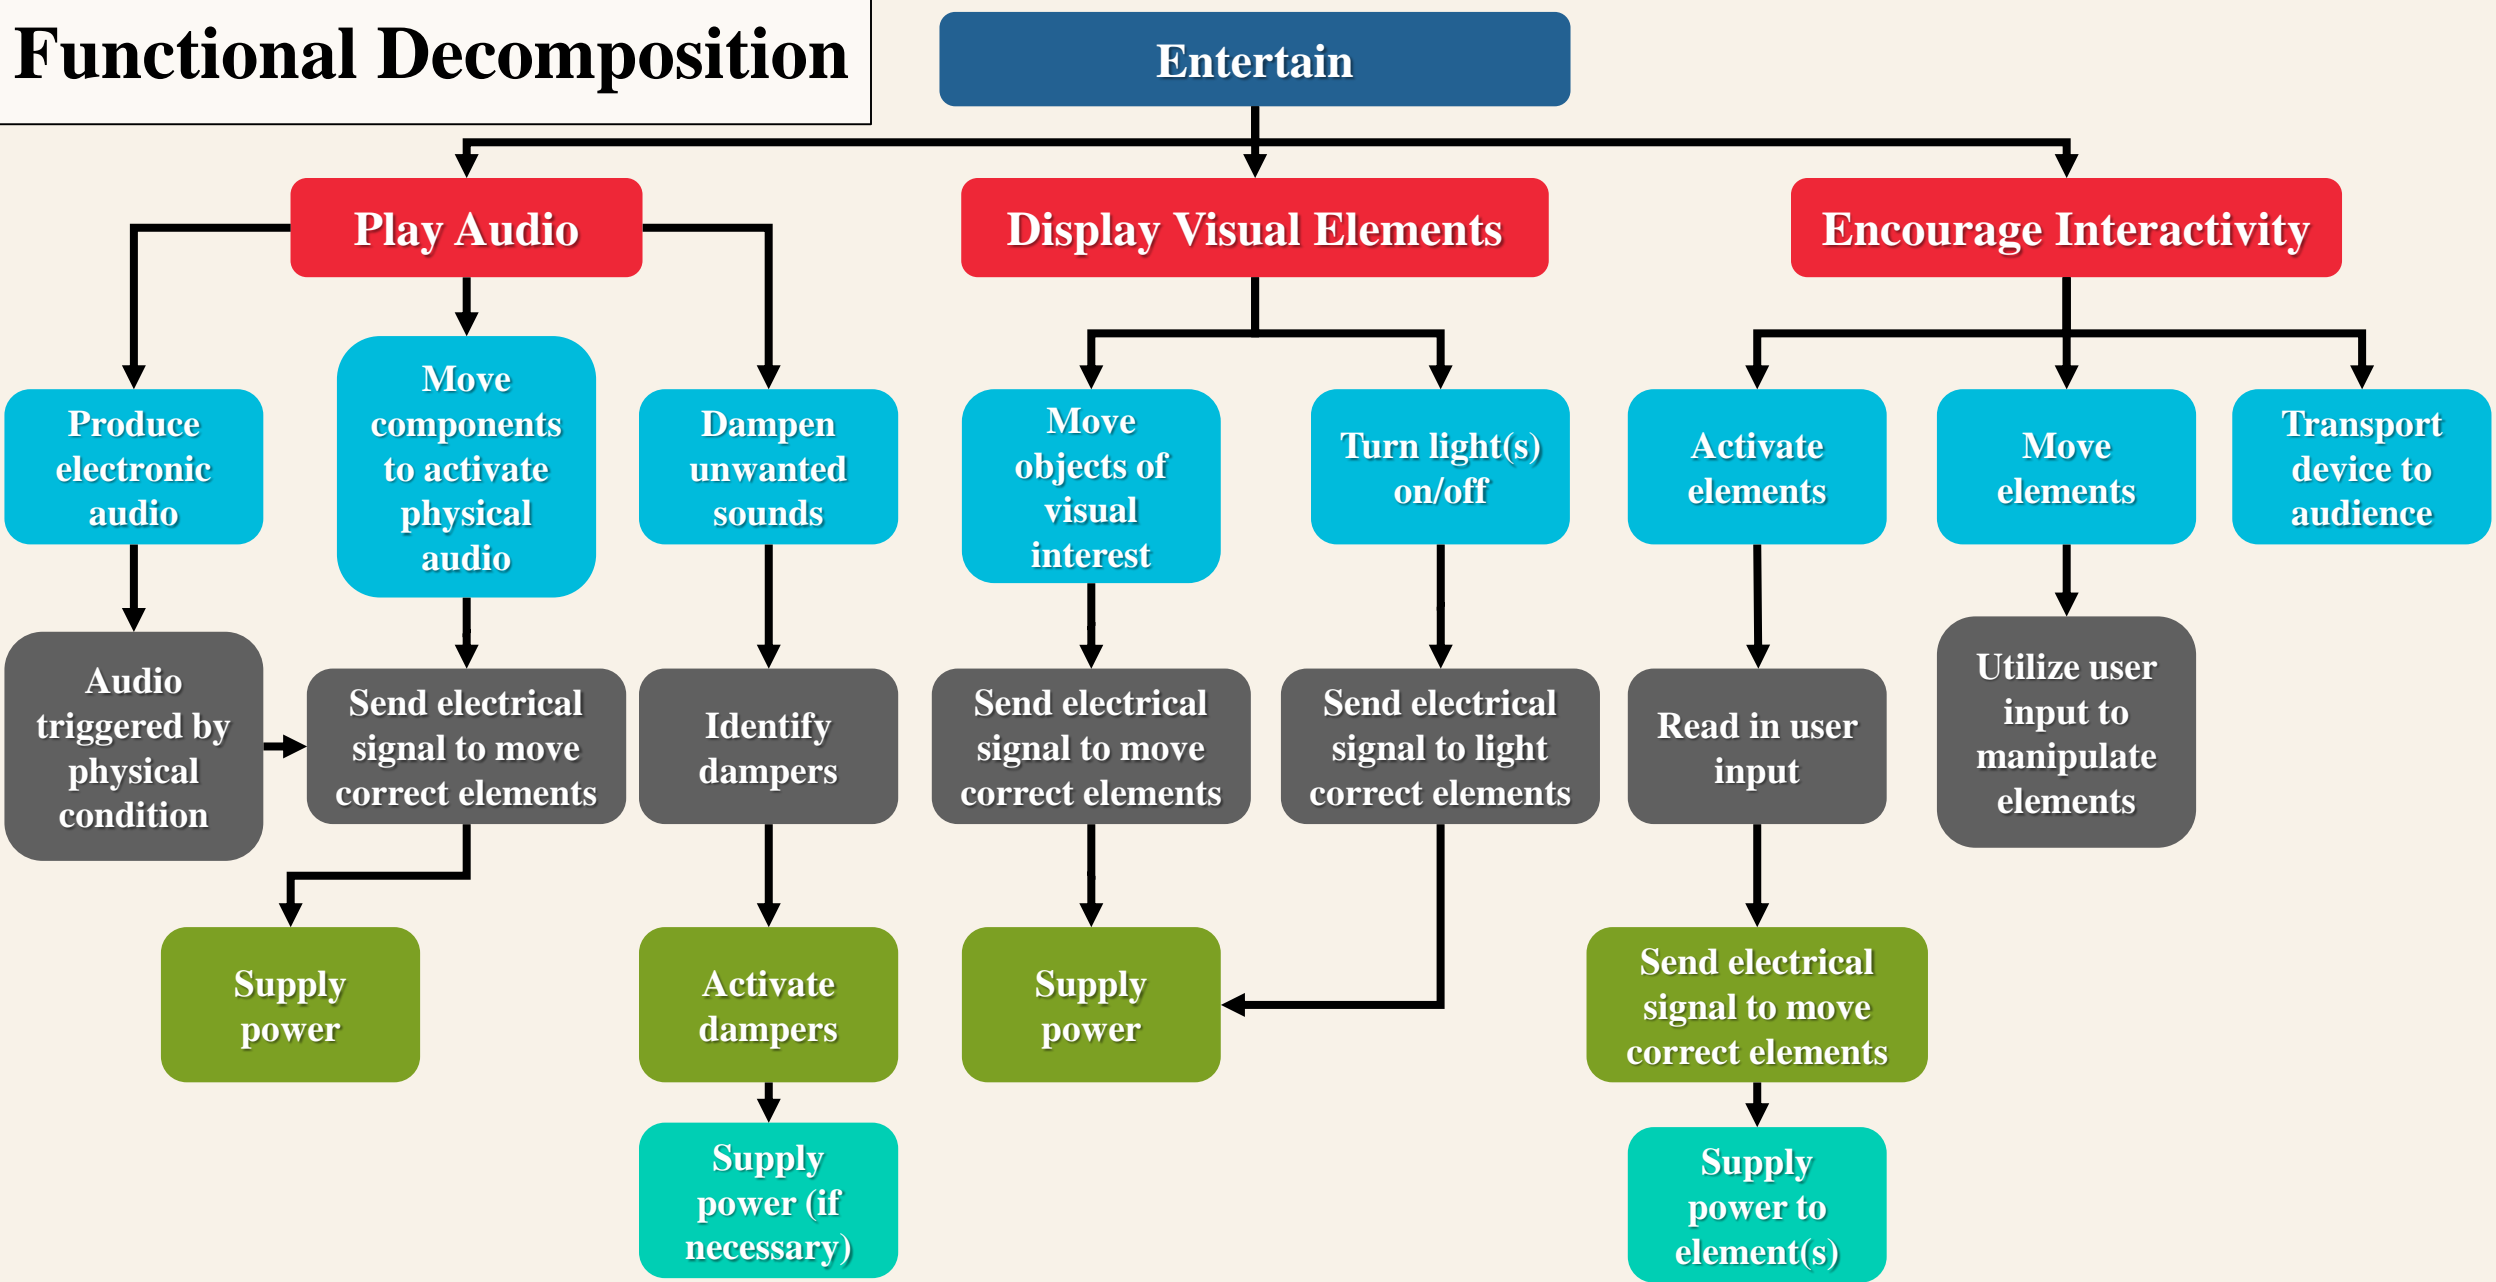 Functional Decomposition
Entertain
Play Audio
Display Visual Elements
Encourage Interactivity
Produce
electronic
audio
Move
components
to activate
physical
audio
Dampen
unwanted
sounds
Move
objects of
visual
interest
Turn light(s)
on/off
Activate
elements
Move
elements
Transport
device to
audience
Audio
triggered by
physical
condition
Send electrical
signal to move
correct elements
Identify
dampers
Send electrical
signal to move
correct elements
Send electrical
signal to light
correct elements
Read in user
input
Utilize user
input to
manipulate
elements
Supply
power
Activate
dampers
Supply
power
Send electrical
signal to move
correct elements
Supply
power (if
necessary)
Supply
power to
element(s)